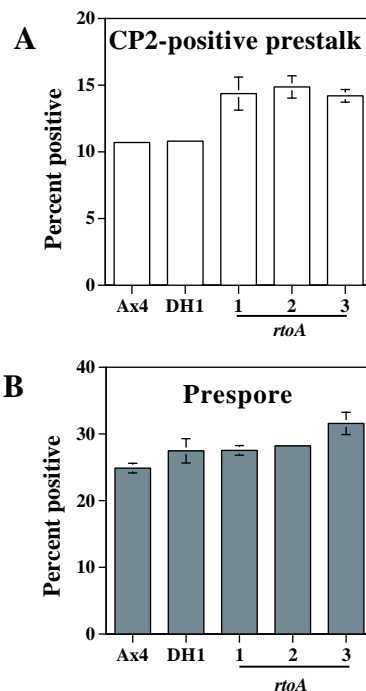 A
CP2-positive prestalk
Percent positive
20
15
10
5
0
Ax4 DH1 1 2 3
rtoA
B
Prespore
Percent positive
40
30
20
10
0
Ax4 DH1 1 2 3
rtoA